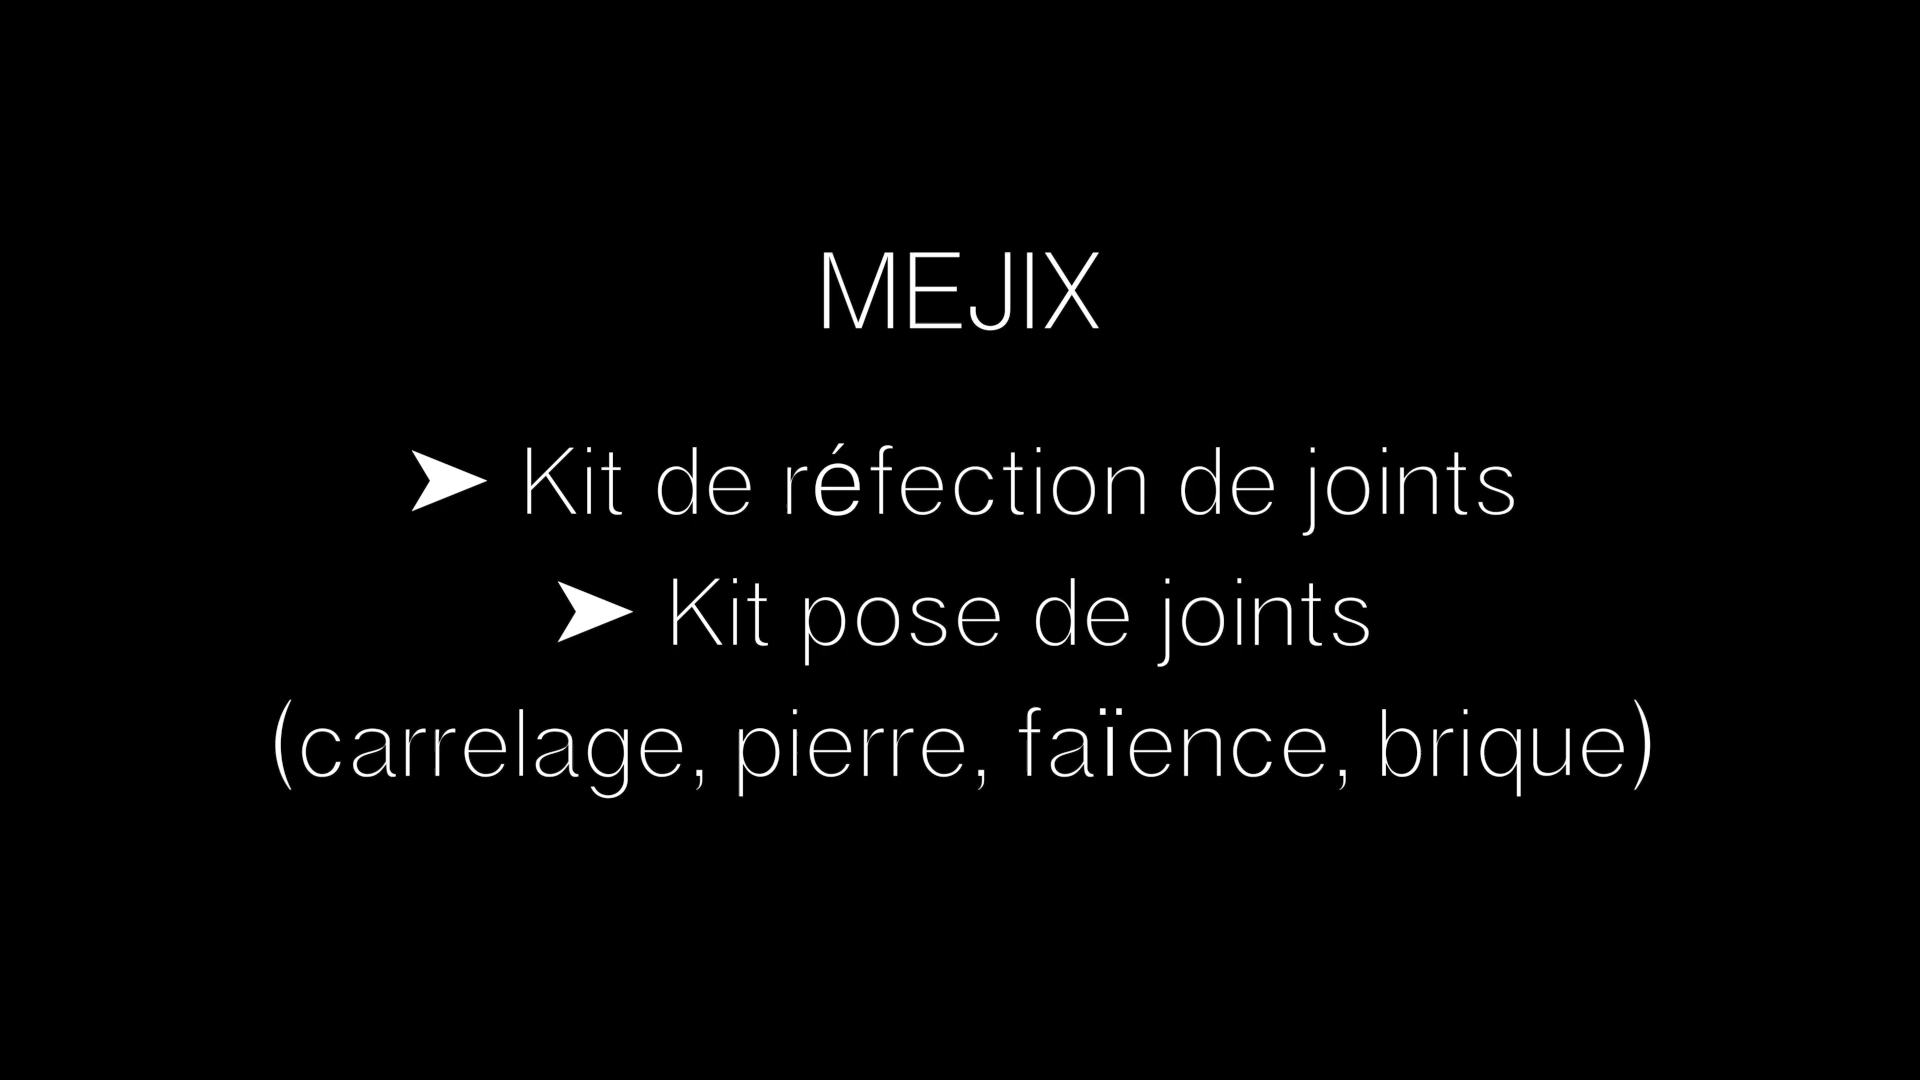 MEJIX
➤ Kit de réfection de joints
➤ Kit pose de joints
(carrelage, pierre, faïence, brique)